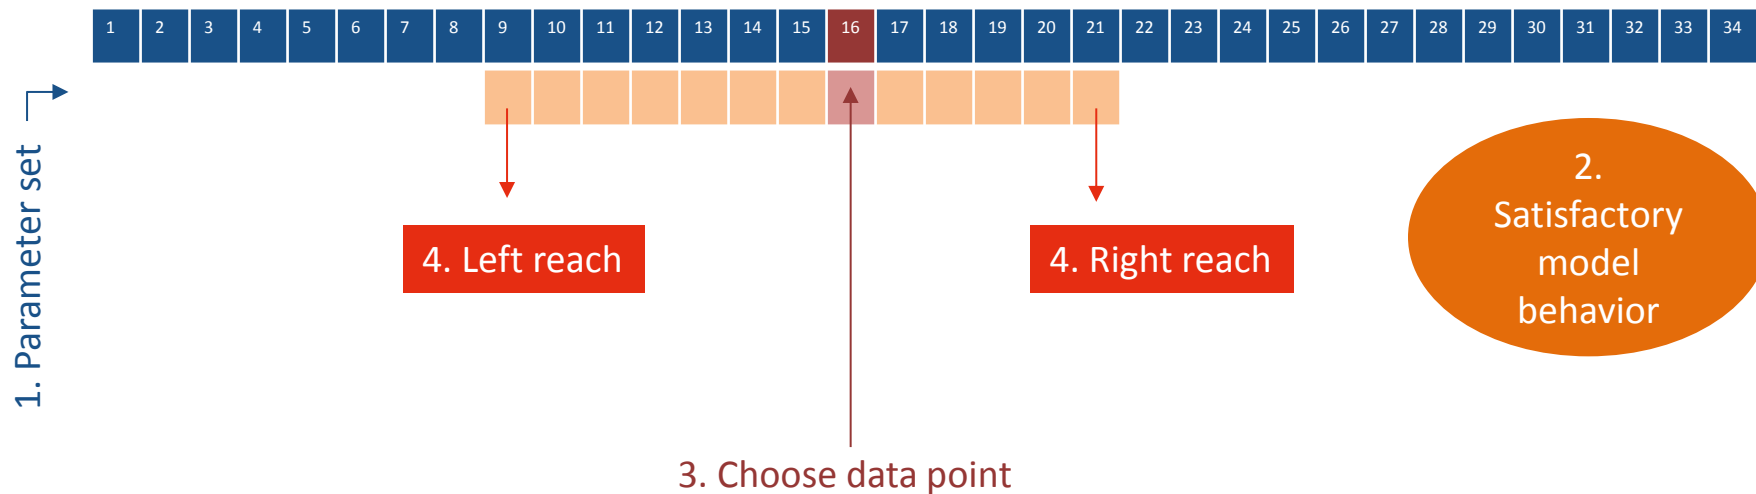 1 2 3 4 5 6 7 8 9 10 11 12 13 14 15 16 17 18 19 20 21 22 23 24 25 26 27 28 29 30 31 32 33 34
1. Parameter set
4. Left reach
4. Right reach
2.
Satisfactory
model
behavior
3. Choose data point